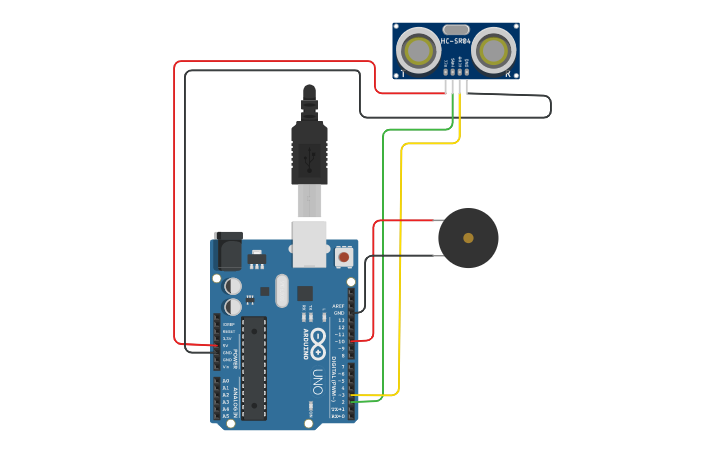 HC-SR04
T
R
AREF
GND
13
12
~11
~10
~9
8
7
~6
~5
4
~3
2
TX→1
RX←0
DIGITAL (PWM~)
IOREF
RESET
3.3V
5V
GND
GND
Vin
POWER
A0
A1
A2
A3
A4
A5
ANALOG IN
TX
RX
L
ARDUINO
UNO